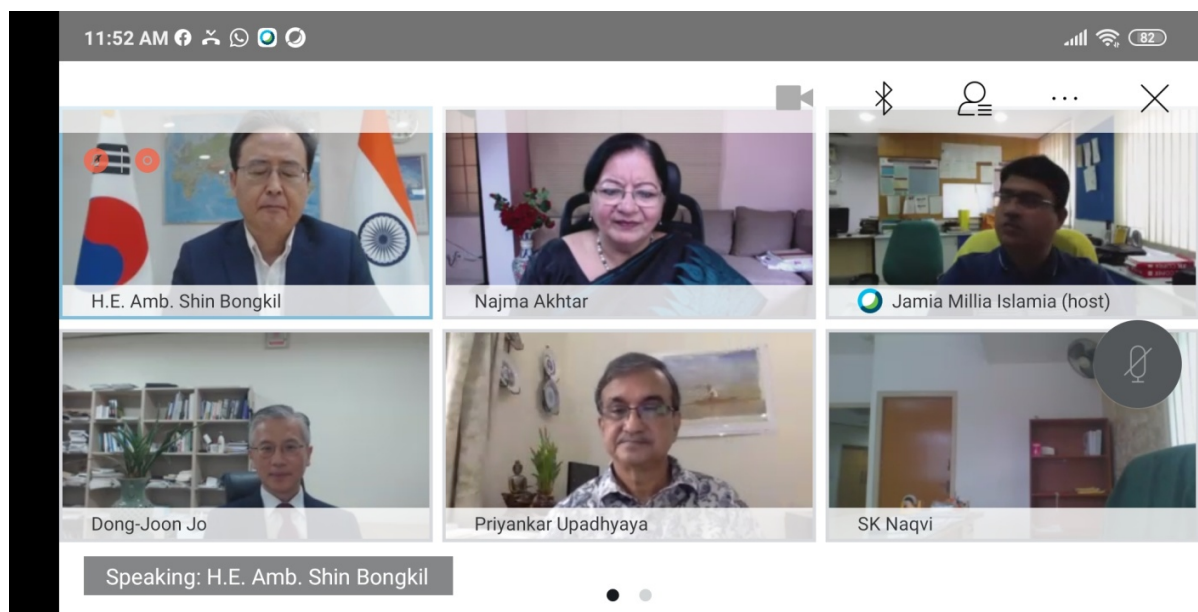 11:52 AM
82
H.E. Amb. Shin Bongkil
Najma Akhtar
Jamia Millia Islamia (host)
Dong-Joon Jo
Priyankar Upadhyaya
SK Naqvi
Speaking: H.E. Amb. Shin Bongkil